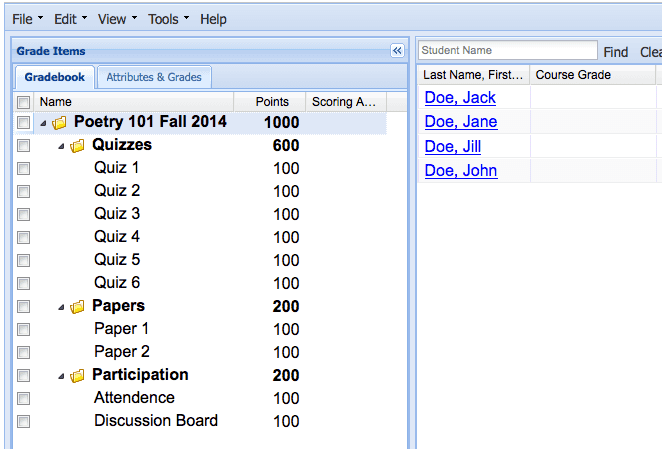 File Edit View Tools Help
Grade Items
Gradebook Attributes & Grades
Name Points Scoring A...
Poetry 101 Fall 2014 1000
Quizzes 600
Quiz 1 100
Quiz 2 100
Quiz 3 100
Quiz 4 100
Quiz 5 100
Quiz 6 100
Papers 200
Paper 1 100
Paper 2 100
Participation 200
Attendence 100
Discussion Board 100
Student Name Find Clea
Last Name, First... Course Grade
Doe, Jack
Doe, Jane
Doe, Jill
Doe, John